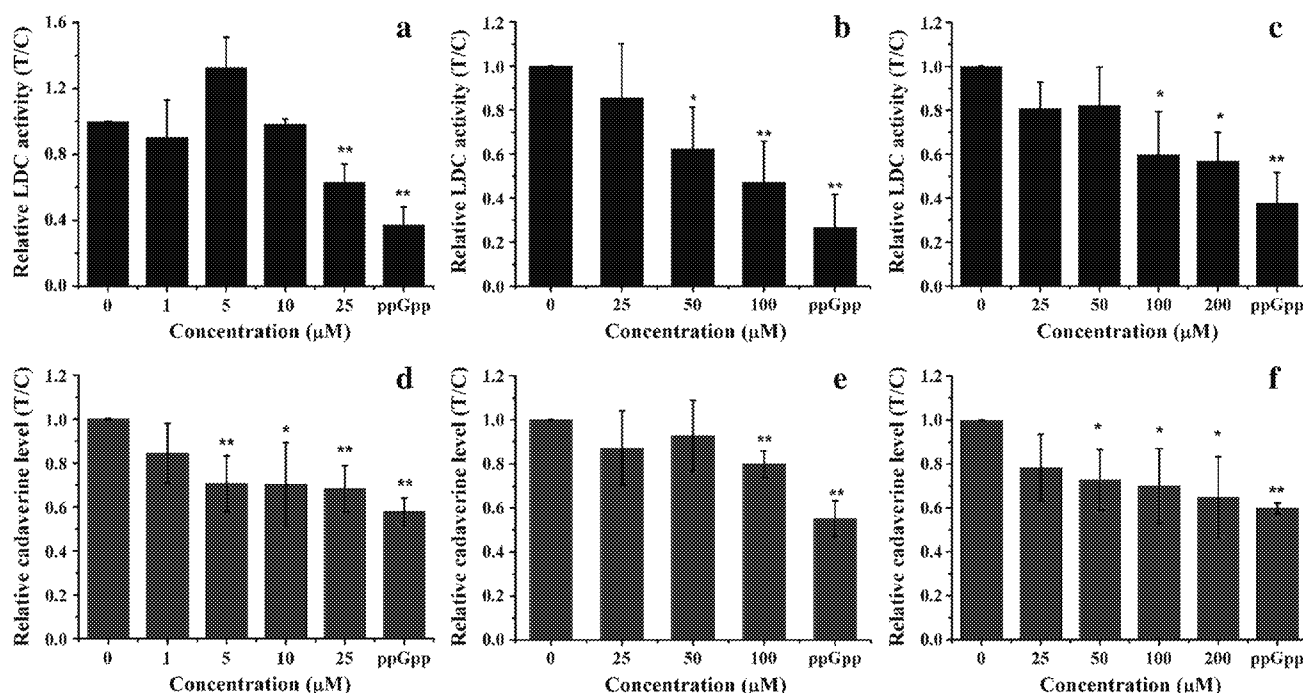 a
Relative LDC activity (T/C)
1.6
1.2
0.8
0.4
0.0
**
**
0 1 5 10 25 ppGpp
Concentration (µM)
b
Relative LDC activity (T/C)
1.2
1.0
0.8
0.6
0.4
0.2
0.0
*
**
**
0 25 50 100 ppGpp
Concentration (µM)
c
Relative LDC activity (T/C)
1.2
1.0
0.8
0.6
0.4
0.2
0.0
*
*
**
0 25 50 100 200 ppGpp
Concentration (µM)
d
Relative cadaverine level (T/C)
1.2
1.0
0.8
0.6
0.4
0.2
0.0
**
*
**
**
0 1 5 10 25 ppGpp
Concentration (µM)
e
Relative cadaverine level (T/C)
1.2
1.0
0.8
0.6
0.4
0.2
0.0
**
**
0 25 50 100 ppGpp
Concentration (µM)
f
Relative cadaverine level (T/C)
1.2
1.0
0.8
0.6
0.4
0.2
0.0
*
*
*
**
0 25 50 100 200 ppGpp
Concentration (µM)